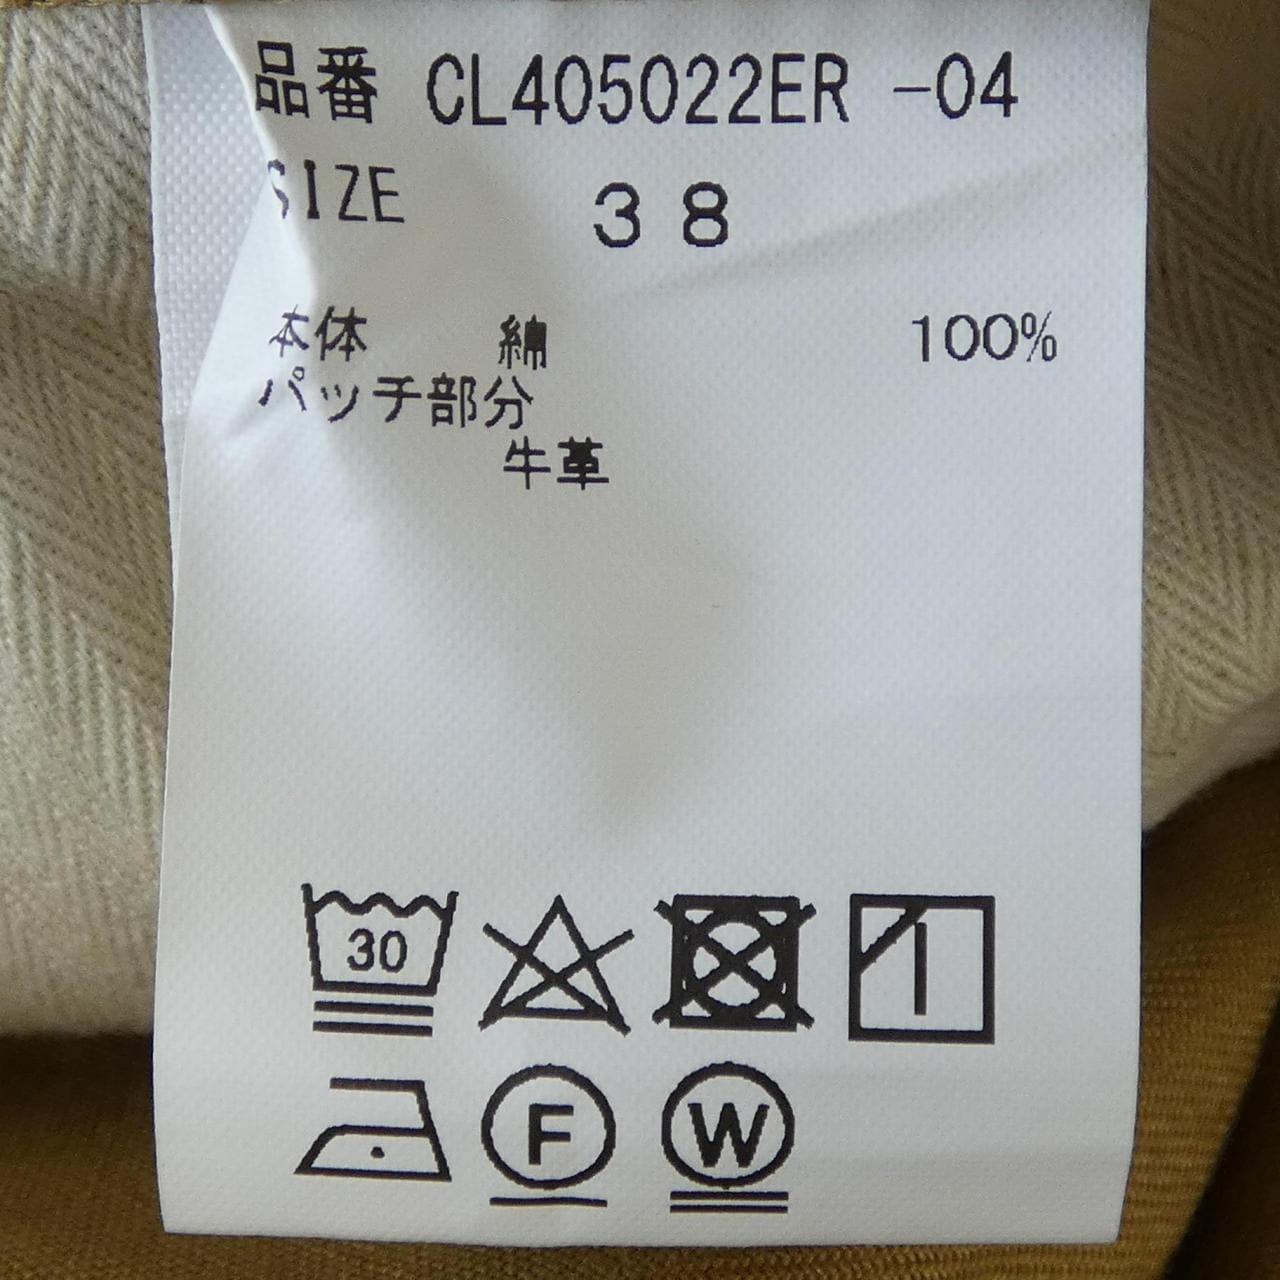 品番 CL405022ER -04
SIZE 38
本体 綿 100%
パッチ部分
牛革
30
F W